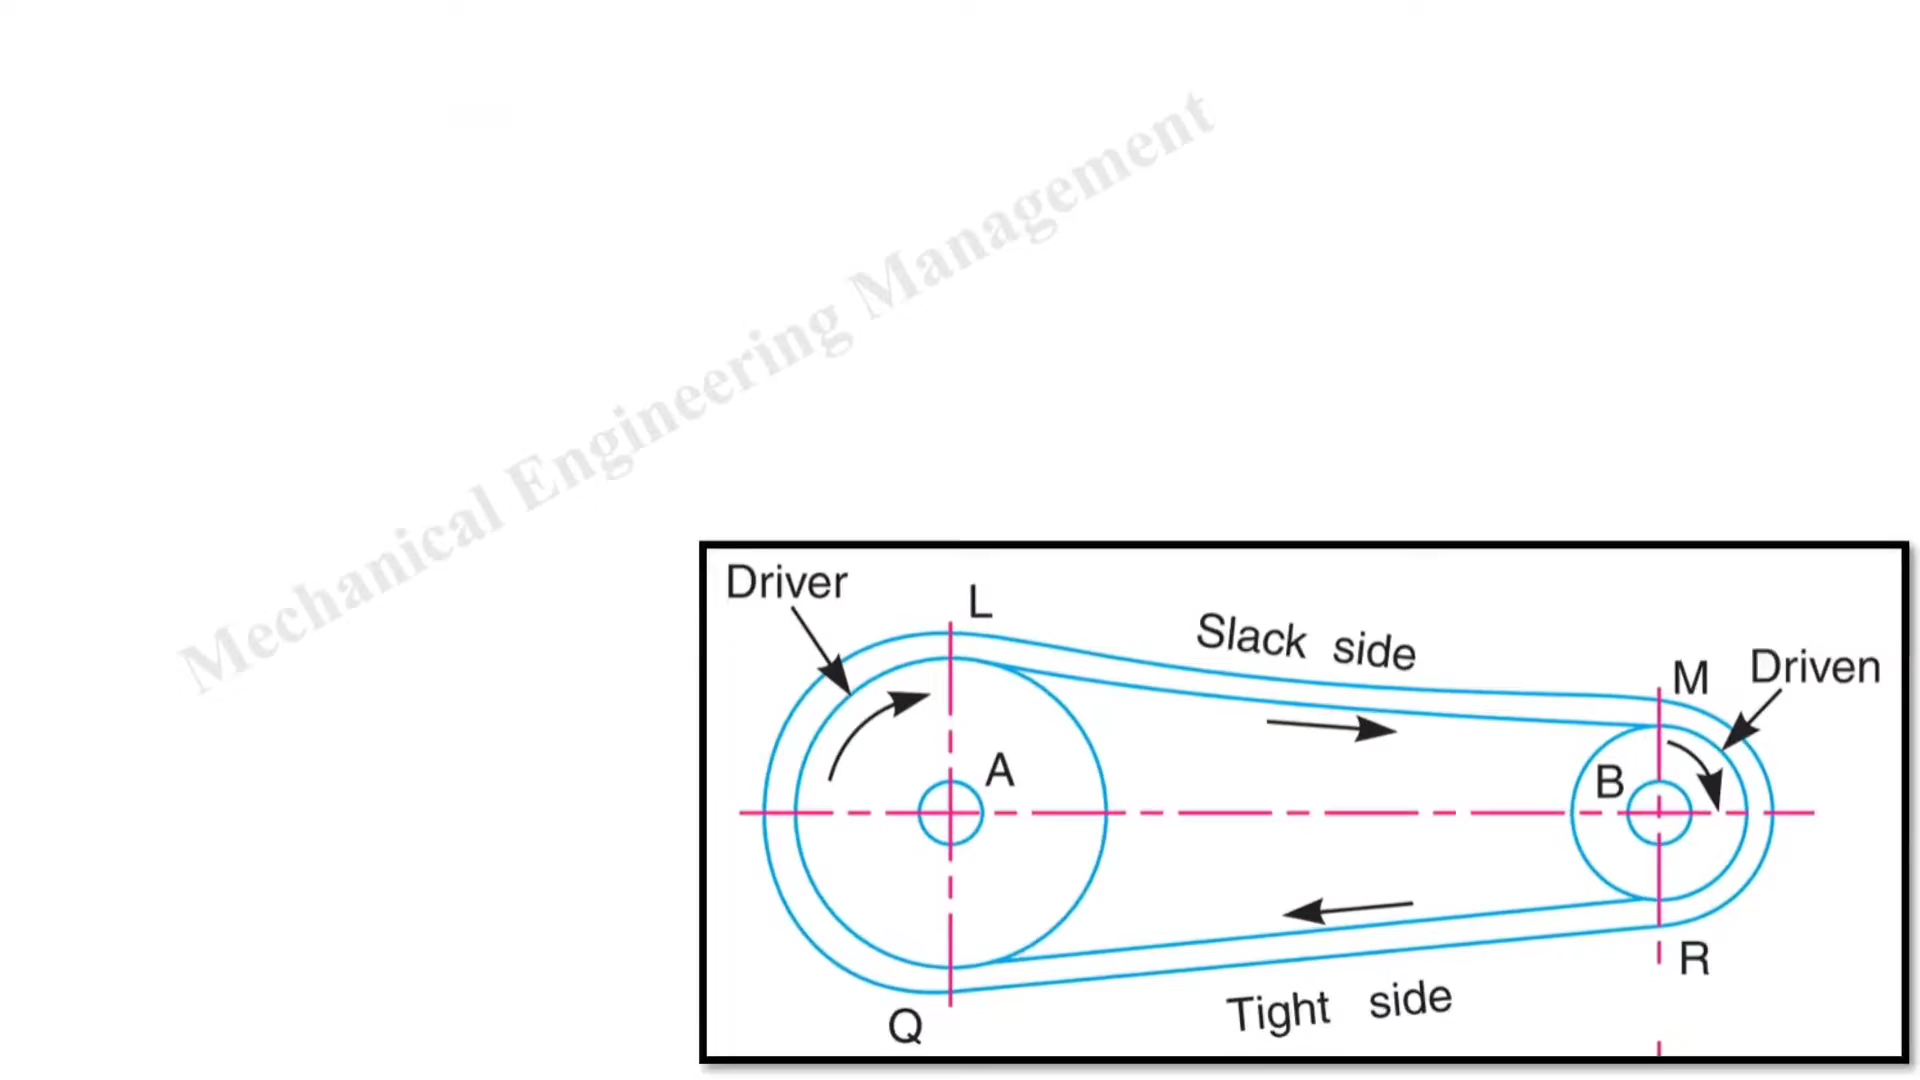 Mechanical Engineering Management
Driver
L
Slack side
M
Driven
A
B
R
Tight side
Q